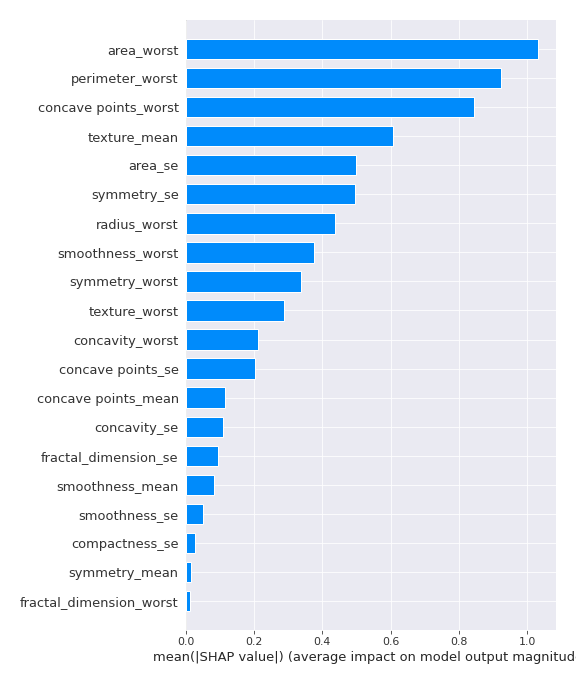 area_worst
perimeter_worst
concave points_worst
texture_mean
area_se
symmetry_se
radius_worst
smoothness_worst
symmetry_worst
texture_worst
concavity_worst
concave points_se
concave points_mean
concavity_se
fractal_dimension_se
smoothness_mean
smoothness_se
compactness_se
symmetry_mean
fractal_dimension_worst
0.0 0.2 0.4 0.6 0.8 1.0
mean(|SHAP value|) (average impact on model output magnitud